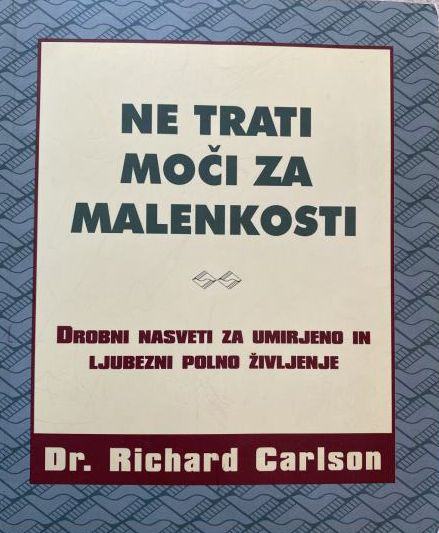 NE TRATI
MOČI ZA
MALENKOSTI
DROBNI NASVETI ZA UMIRJENO IN
LJUBEZNI POLNO ŽIVLJENJE
Dr. Richard Carlson